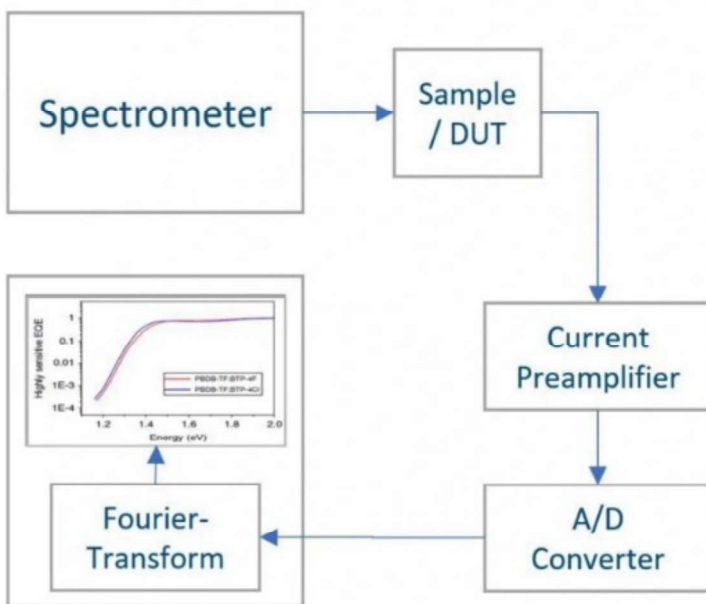 Spectrometer
Sample
/ DUT
Current
Preamplifier
A/D
Converter
Fourier-
Transform
Highly sensitive EQE
1
0.1
0.01
1E-3
1E-4
PBDB-TF:BTP-4F
PBDB-TF:BTP-4Cl
1.2
1.4
1.6
1.8
2.0
Energy (eV)